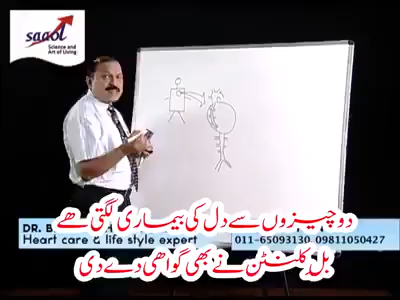 saaol
Science and
Art of Living
دو چیزوں سے دل کی بیماری لگتی ھے
DR. B
Heart care & life style expert
011-65093130 09811050427
بل کلنٹن نے بھی گواھی دے دی